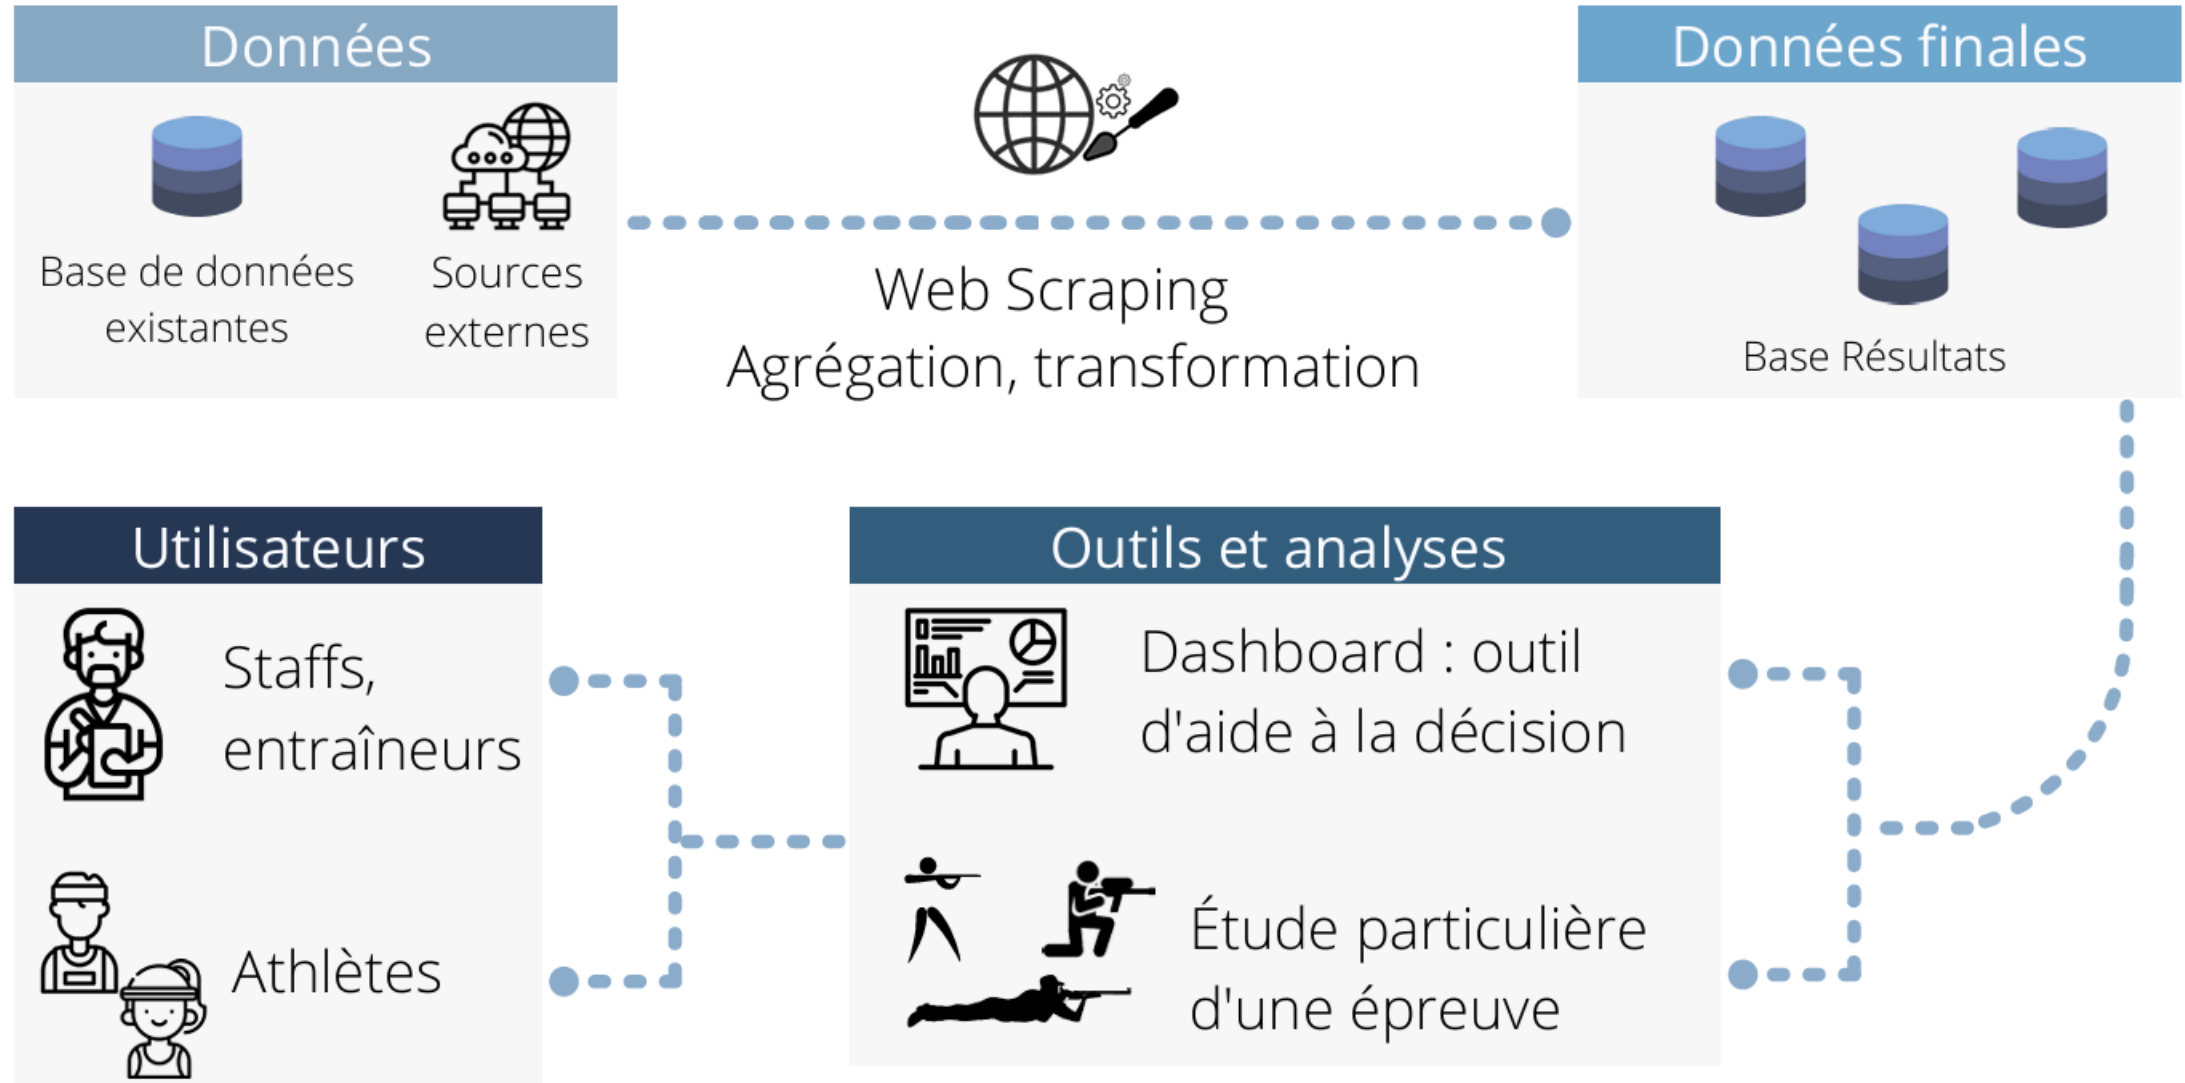 Données
Base de données
existantes
Sources
externes
Web Scraping
Agrégation, transformation
Données finales
Base Résultats
Utilisateurs
Staffs,
entraîneurs
Athlètes
Outils et analyses
Dashboard : outil
d'aide à la décision
Étude particulière
d'une épreuve